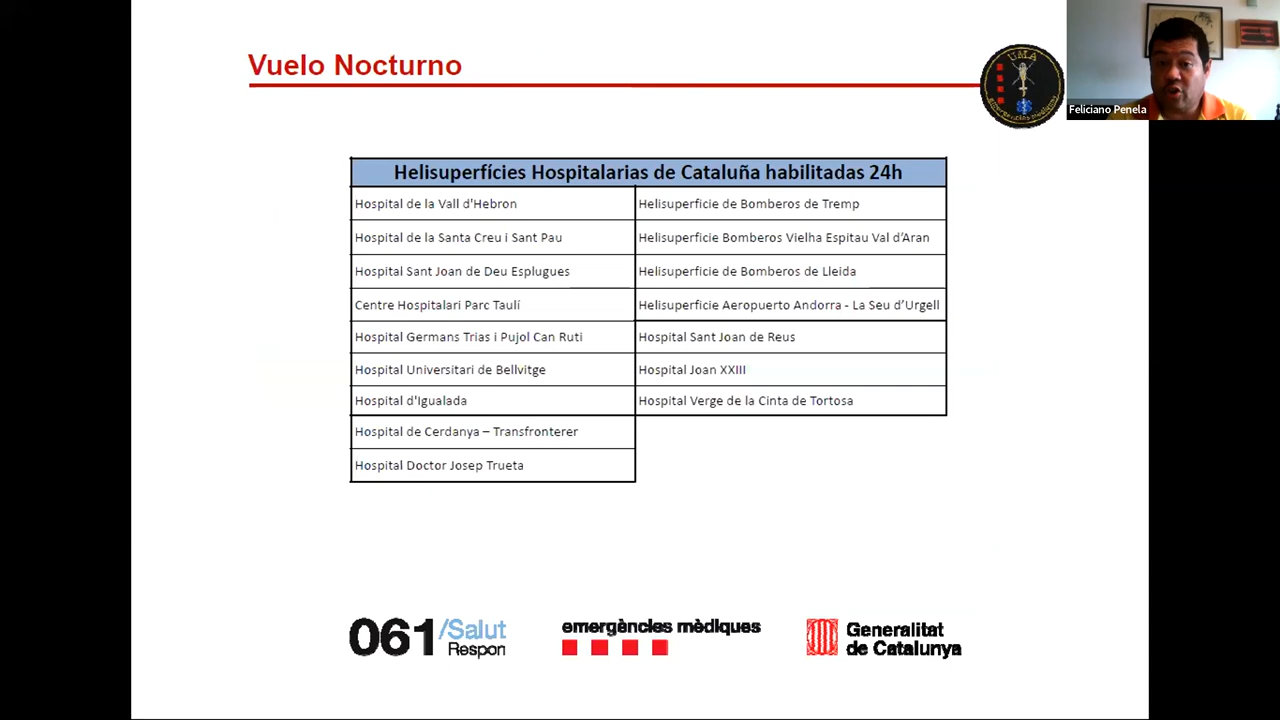 Vuelo Nocturno
UMA
Feliciano Penela
Helisuperfícies Hospitalarias de Cataluña habilitadas 24h
Hospital de la Vall d'Hebron
Helisuperficie de Bomberos de Tremp
Hospital de la Santa Creu i Sant Pau
Helisuperficie Bomberos Vielha Espitau Val d’Aran
Hospital Sant Joan de Deu Esplugues
Helisuperficie de Bomberos de Lleida
Centre Hospitalari Parc Taulí
Helisuperficie Aeropuerto Andorra - La Seu d’Urgell
Hospital Germans Trias i Pujol Can Ruti
Hospital Sant Joan de Reus
Hospital Universitari de Bellvitge
Hospital Joan XXIII
Hospital d'Igualada
Hospital Verge de la Cinta de Tortosa
Hospital de Cerdanya – Transfronterer
Hospital Doctor Josep Trueta
061/Salut
Respon
emergències mèdiques
Generalitat
de Catalunya